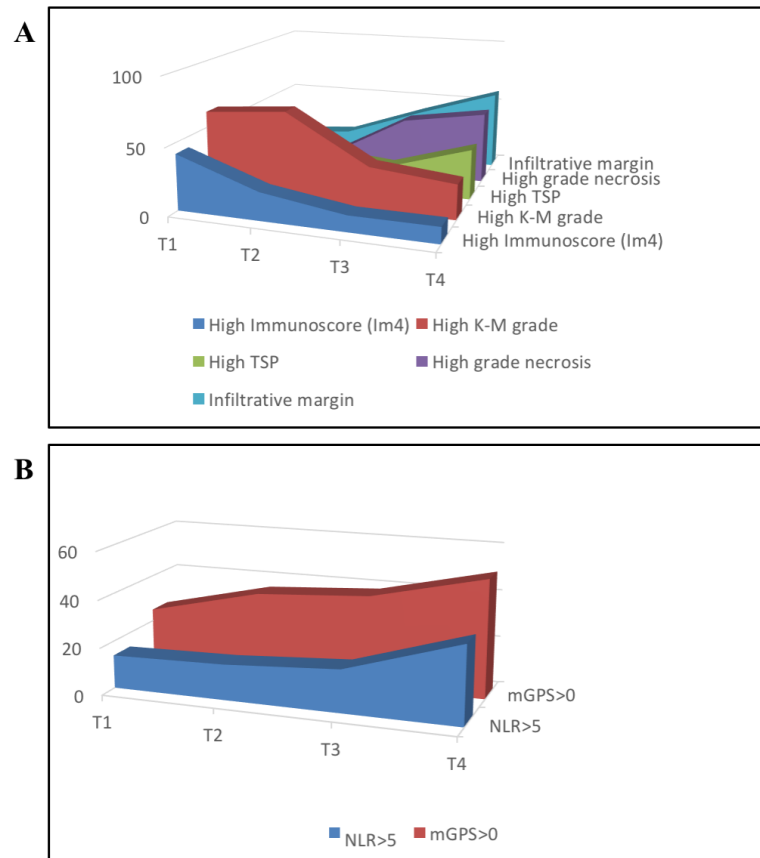 A
100
50
0
T1
T2
T3
T4
Infiltrative margin
High grade necrosis
High TSP
High K-M grade
High Immunoscore (Im4)
High Immunoscore (Im4) High K-M grade
High TSP High grade necrosis
Infiltrative margin
B
60
40
20
0
T1
T2
T3
T4
mGPS>0
NLR>5
NLR>5 mGPS>0